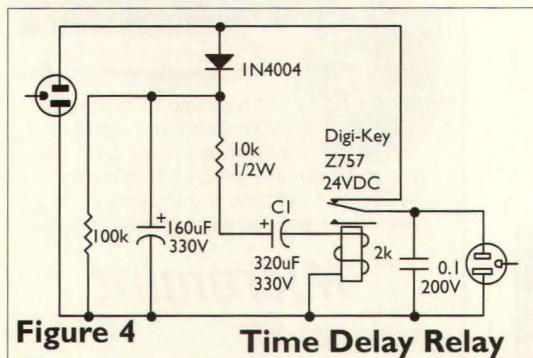 1N4004
Digi-Key
Z757
24VDC
10k
1/2W
C1
+
+
100k
160uF
330V
320uF
330V
2k
0.1
200V
Figure 4
Time Delay Relay